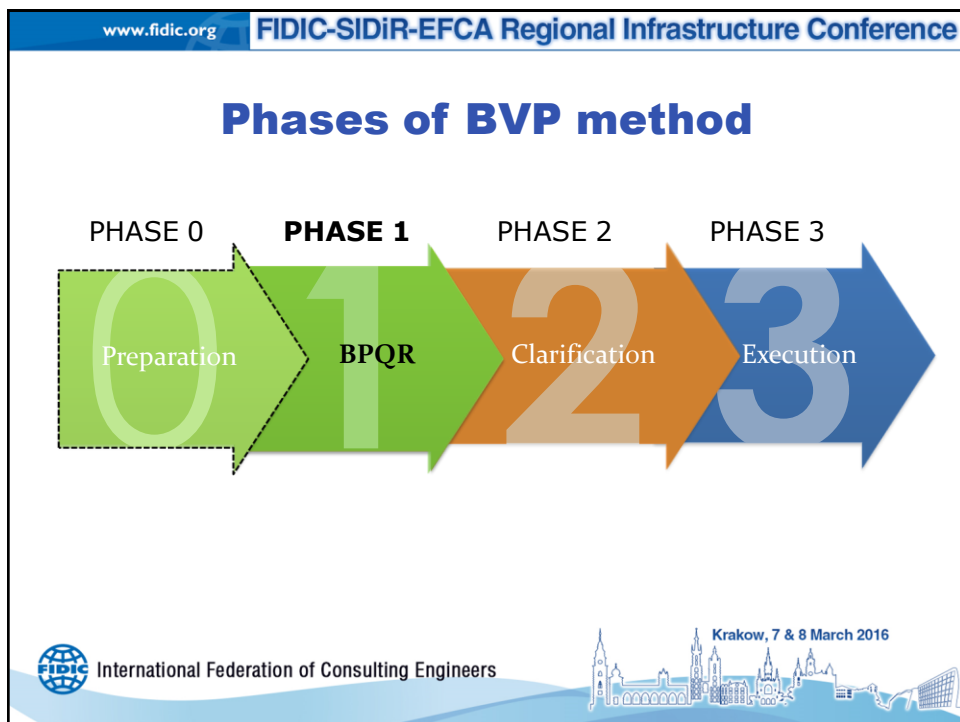 www.fidic.org
FIDIC-SIDiR-EFCA Regional Infrastructure Conference
Phases of BVP method
PHASE 0
PHASE 1
PHASE 2
PHASE 3
0
1
2
3
Preparation
BPQR
Clarification
Execution
Krakow, 7 & 8 March 2016
FIDIC
International Federation of Consulting Engineers